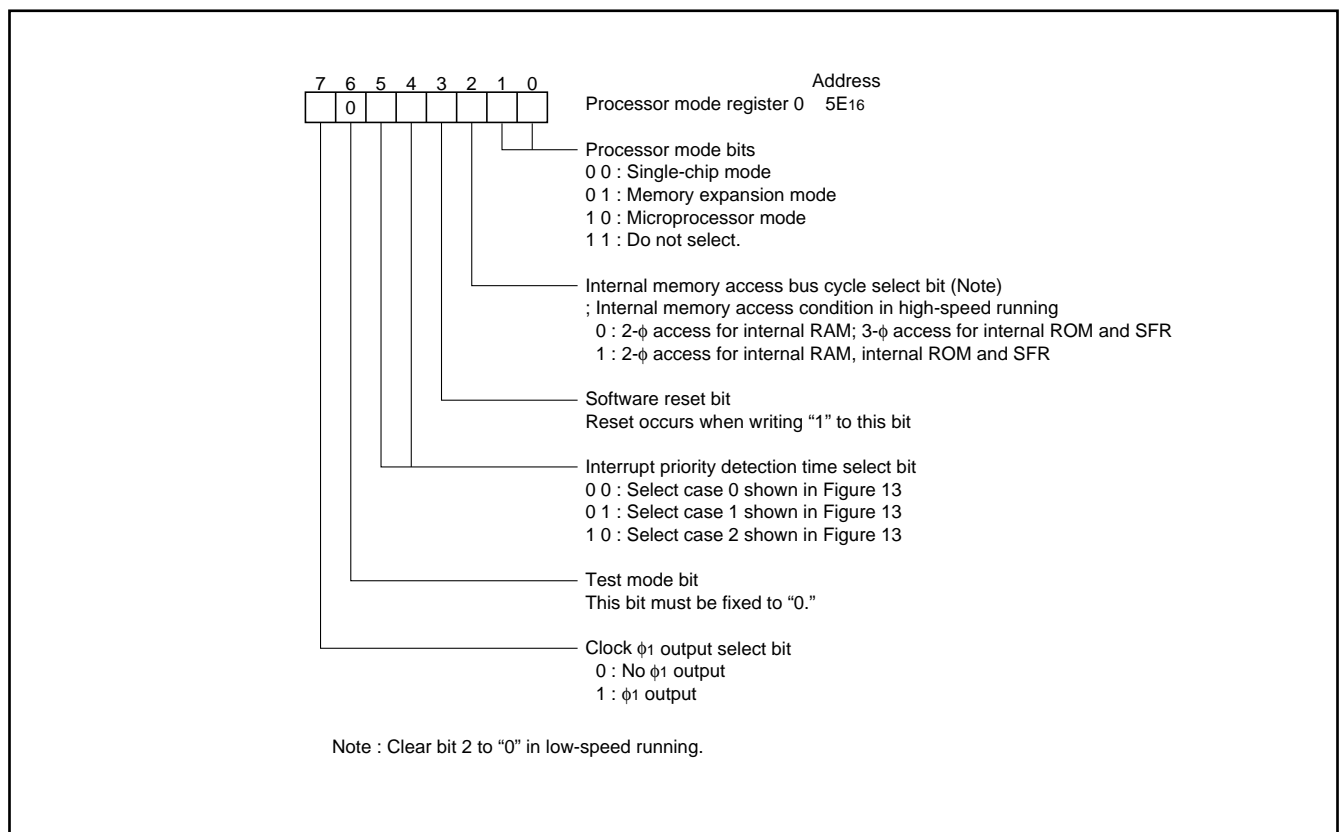 7 6 5 4 3 2 1 0
Address
0
Processor mode register 0 5E16
Processor mode bits
0 0 : Single-chip mode
0 1 : Memory expansion mode
1 0 : Microprocessor mode
1 1 : Do not select.
Internal memory access bus cycle select bit (Note)
; Internal memory access condition in high-speed running
0 : 2-ϕ access for internal RAM; 3-ϕ access for internal ROM and SFR
1 : 2-ϕ access for internal RAM, internal ROM and SFR
Software reset bit
Reset occurs when writing “1” to this bit
Interrupt priority detection time select bit
0 0 : Select case 0 shown in Figure 13
0 1 : Select case 1 shown in Figure 13
1 0 : Select case 2 shown in Figure 13
Test mode bit
This bit must be fixed to “0.”
Clock ϕ1 output select bit
0 : No ϕ1 output
1 : ϕ1 output
Note : Clear bit 2 to “0” in low-speed running.